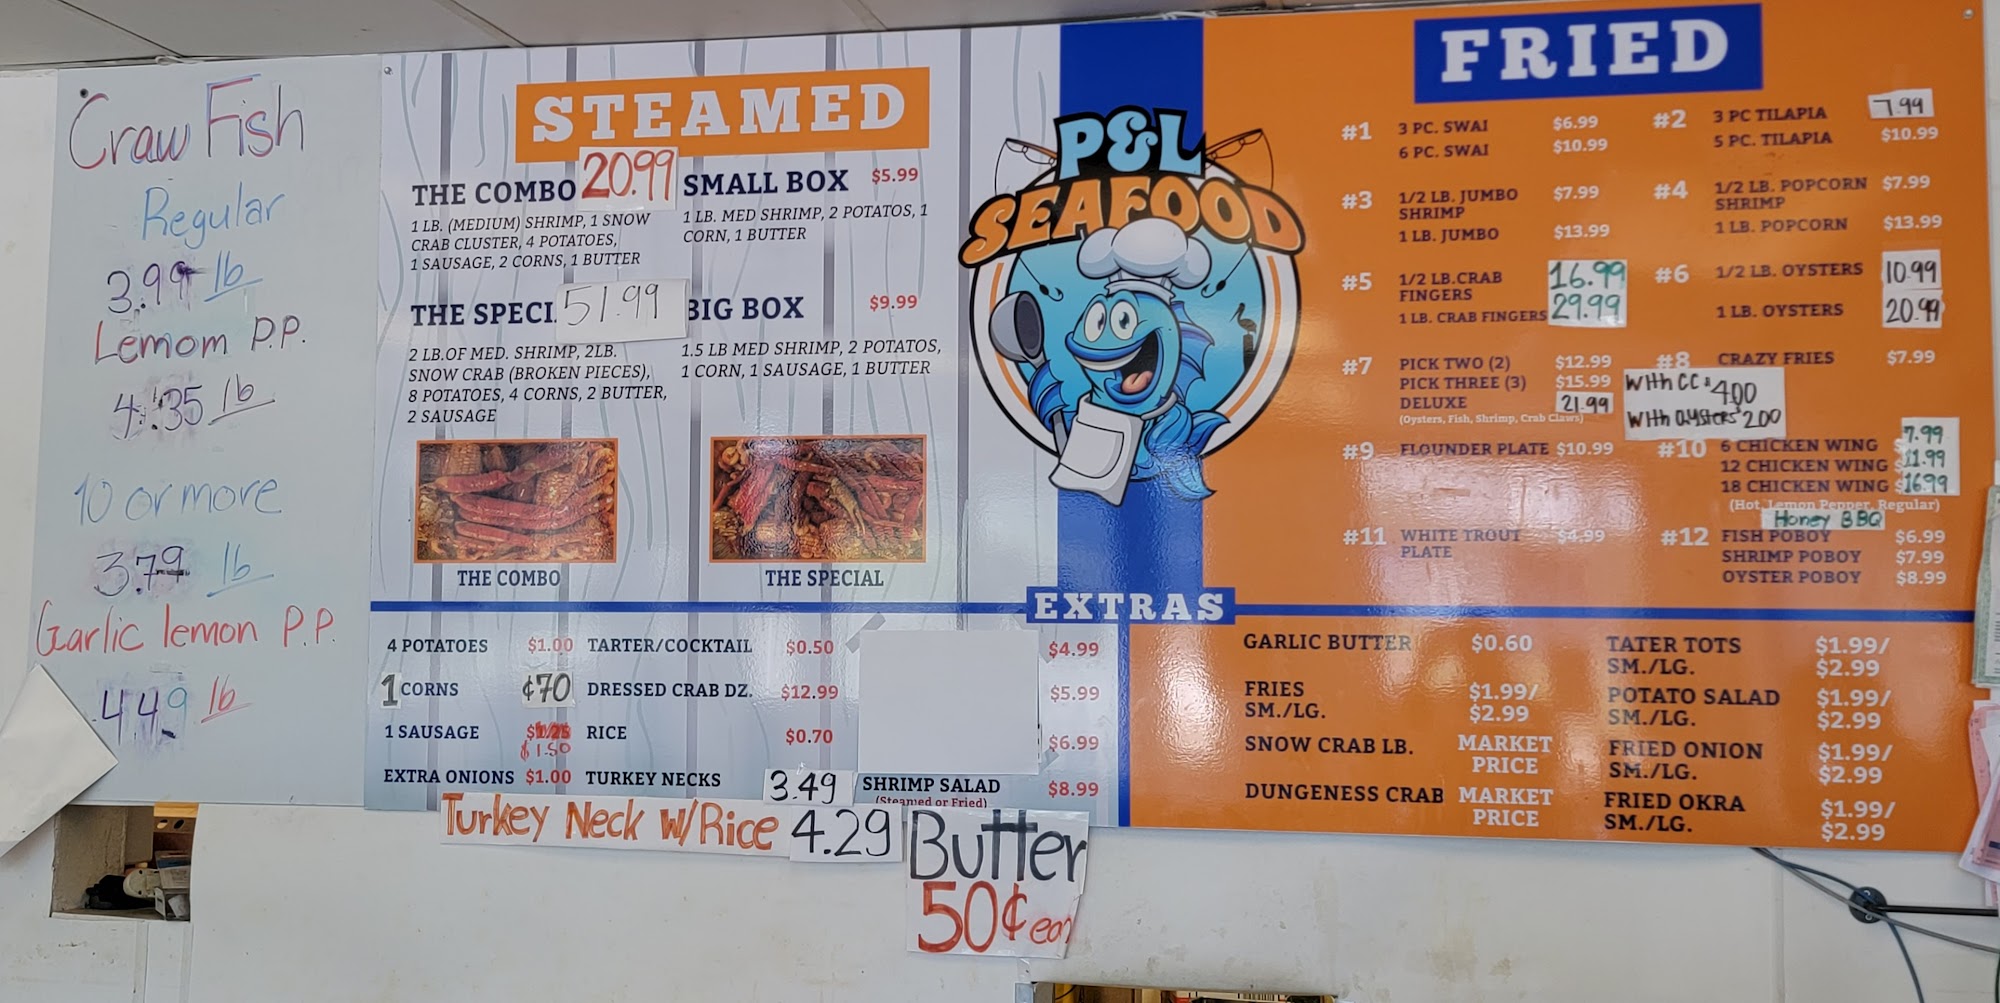 Craw Fish
Regular
3.99 lb
Lemom P.P.
4.35 lb
10 or more
3.79 lb
Garlic lemon P.P.
4.49 lb
STEAMED
THE COMBO 20.99
1 LB. (MEDIUM) SHRIMP, 1 SNOW
CRAB CLUSTER, 4 POTATOES,
1 SAUSAGE, 2 CORNS, 1 BUTTER
SMALL BOX $5.99
1 LB. MED SHRIMP, 2 POTATOS, 1
CORN, 1 BUTTER
THE SPECI 51.99
2 LB.OF MED. SHRIMP, 2LB.
SNOW CRAB (BROKEN PIECES),
8 POTATOES, 4 CORNS, 2 BUTTER,
2 SAUSAGE
BIG BOX $9.99
1.5 LB MED SHRIMP, 2 POTATOS,
1 CORN, 1 SAUSAGE, 1 BUTTER
THE COMBO
THE SPECIAL
P&L
SEAFOOD
FRIED
#1 3 PC. SWAI $6.99
6 PC. SWAI $10.99
#2 3 PC TILAPIA 7.99
5 PC. TILAPIA $10.99
#3 1/2 LB. JUMBO $7.99
SHRIMP
1 LB. JUMBO $13.99
#4 1/2 LB. POPCORN $7.99
SHRIMP
1 LB. POPCORN $13.99
#5 1/2 LB.CRAB 16.99
FINGERS
1 LB. CRAB FINGERS 29.99
#6 1/2 LB. OYSTERS 10.99
1 LB. OYSTERS 20.99
#7 PICK TWO (2) $12.99
PICK THREE (3) $15.99
DELUXE 21.99
(Oysters, Fish, Shrimp, Crab Claws)
#8 CRAZY FRIES $7.99
WITH CC: 4.00
WITH OYSTERS 2.00
#9 FLOUNDER PLATE $10.99
#10 6 CHICKEN WING 7.99
12 CHICKEN WING $11.99
18 CHICKEN WING $16.99
(Hot, Lemon Pepper, Regular)
Honey BBQ
#11 WHITE TROUT $4.99
PLATE
#12 FISH POBOY $6.99
SHRIMP POBOY $7.99
OYSTER POBOY $8.99
EXTRAS
4 POTATOES $1.00
1 CORNS ¢70
1 SAUSAGE
$1.50
EXTRA ONIONS $1.00
TARTER/COCKTAIL $0.50
DRESSED CRAB DZ. $12.99
RICE $0.70
TURKEY NECKS 3.49
$4.99
$5.99
$6.99
SHRIMP SALAD $8.99
(Steamed or Fried)
Turkey Neck W/Rice 4.29
Butter
50¢ ea
GARLIC BUTTER $0.60
FRIES $1.99/
SM./LG. $2.99
SNOW CRAB LB. MARKET
PRICE
DUNGENESS CRAB MARKET
PRICE
TATER TOTS $1.99/
SM./LG. $2.99
POTATO SALAD $1.99/
SM./LG. $2.99
FRIED ONION $1.99/
SM./LG. $2.99
FRIED OKRA $1.99/
SM./LG. $2.99